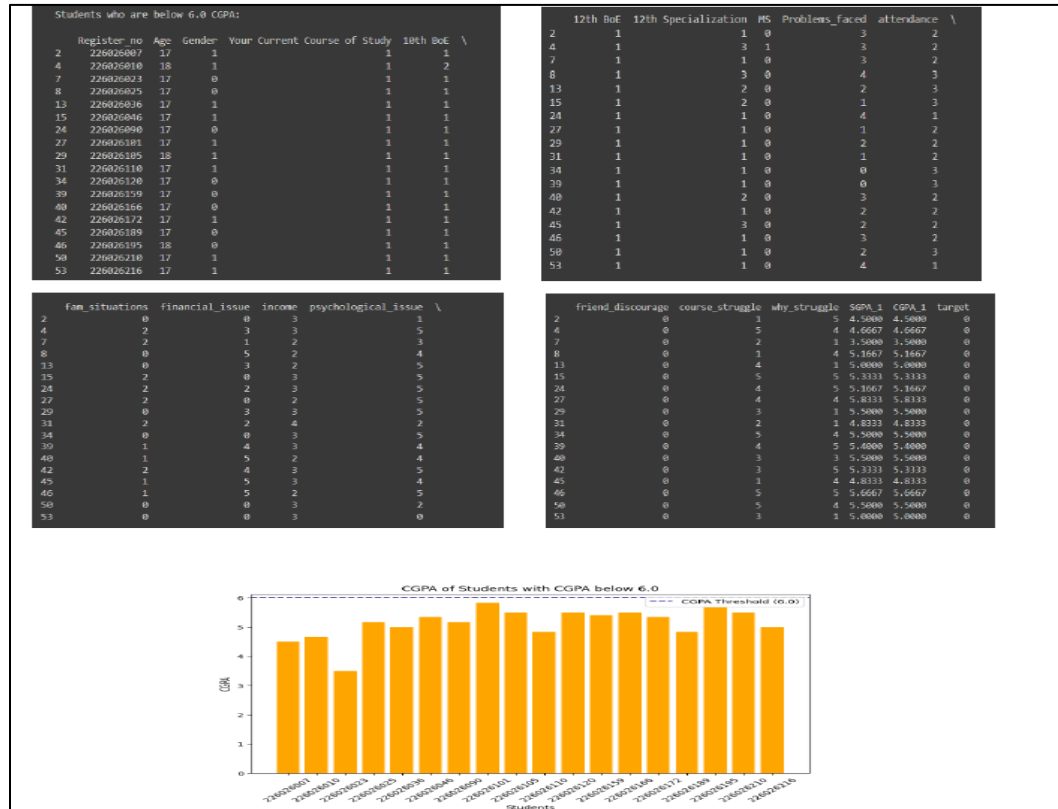 Students who are below 6.0 CGPA:
Register_no Age Gender Your Current Course of Study 10th BoE \
2 226026007 17 1 1 1
4 226026010 18 1 1 2
7 226026023 17 0 1 1
8 226026025 17 0 1 1
13 226026036 17 1 1 1
15 226026046 17 1 1 1
24 226026090 17 0 1 1
27 226026101 17 1 1 1
29 226026105 18 1 1 1
31 226026110 17 1 1 1
34 226026120 17 0 1 1
39 226026159 17 0 1 1
40 226026166 17 0 1 1
42 226026172 17 1 1 1
45 226026189 17 0 1 1
46 226026195 18 0 1 1
50 226026210 17 1 1 1
53 226026216 17 1 1 1
12th BoE 12th Specialization MS Problems_faced attendance \
2 1 1 0 3 2
4 1 3 1 3 2
7 1 1 0 3 2
8 1 3 0 4 3
13 1 2 0 2 3
15 1 2 0 1 3
24 1 1 0 4 1
27 1 1 0 1 2
29 1 1 0 2 2
31 1 1 0 1 2
34 1 1 0 0 3
39 1 1 0 0 3
40 1 2 0 3 2
42 1 1 0 2 2
45 1 3 0 2 2
46 1 1 0 3 2
50 1 1 0 2 3
53 1 1 0 4 1
fam_situations financial_issue income psychological_issue \
2 0 0 3 1
4 2 3 3 5
7 2 1 2 3
8 0 5 2 4
13 0 3 2 5
15 2 0 3 5
24 2 2 3 5
27 2 0 2 5
29 0 3 3 5
31 2 2 4 2
34 0 0 3 5
39 1 4 3 4
40 1 5 2 4
42 2 4 3 5
45 1 5 3 4
46 1 5 2 5
50 0 0 3 2
53 0 0 3 0
friend_discourage course_struggle why_struggle SGPA_1 CGPA_1 target
2 0 1 5 4.5000 4.5000 0
4 0 5 4 4.6667 4.6667 0
7 0 2 1 3.5000 3.5000 0
8 0 1 4 5.1667 5.1667 0
13 0 4 1 5.0000 5.0000 0
15 0 5 5 5.3333 5.3333 0
24 0 4 5 5.1667 5.1667 0
27 0 4 4 5.8333 5.8333 0
29 0 3 1 5.5000 5.5000 0
31 0 2 1 4.8333 4.8333 0
34 0 5 4 5.5000 5.5000 0
39 0 4 5 5.4000 5.4000 0
40 0 3 3 5.5000 5.5000 0
42 0 3 5 5.3333 5.3333 0
45 0 1 4 4.8333 4.8333 0
46 0 5 5 5.6667 5.6667 0
50 0 5 4 5.5000 5.5000 0
53 0 3 1 5.0000 5.0000 0
CGPA of Students with CGPA below 6.0
CGPA Threshold (6.0)
6
5
4
3
2
1
0
CGPA
226026007 226026010 226026023 226026025 226026036 226026046 226026090 226026101 226026105 226026110 226026120 226026159 226026166 226026172 226026189 226026195 226026210 226026216
Students